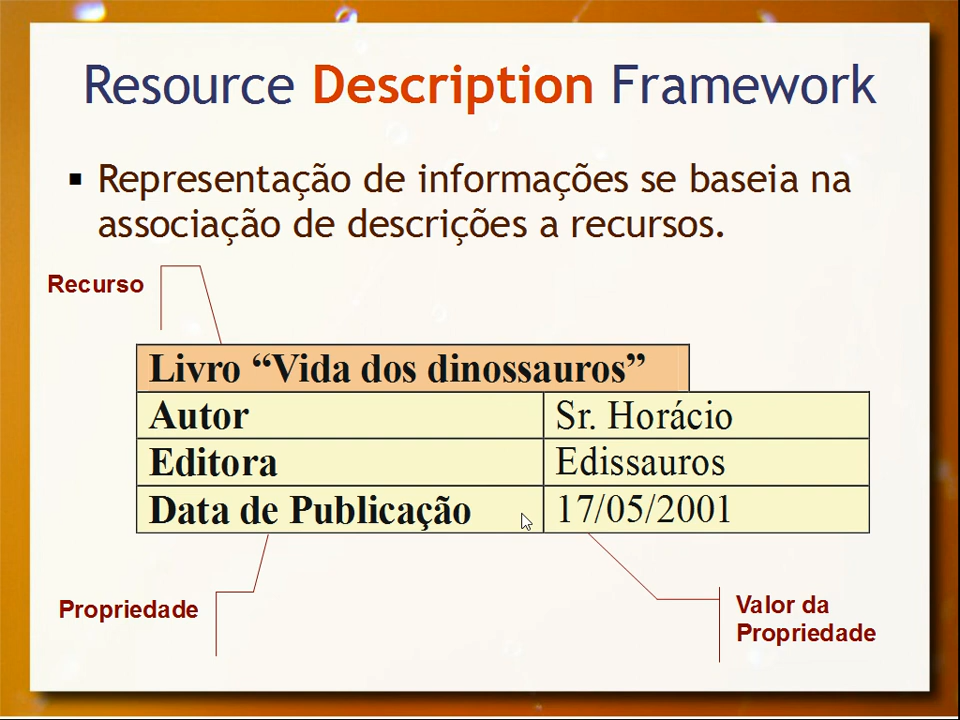 Resource Description Framework
Representação de informações se baseia na
associação de descrições a recursos.
Recurso
Livro “Vida dos dinossauros”
Autor Sr. Horácio
Editora Edissauros
Data de Publicação 17/05/2001
Propriedade
Valor da
Propriedade